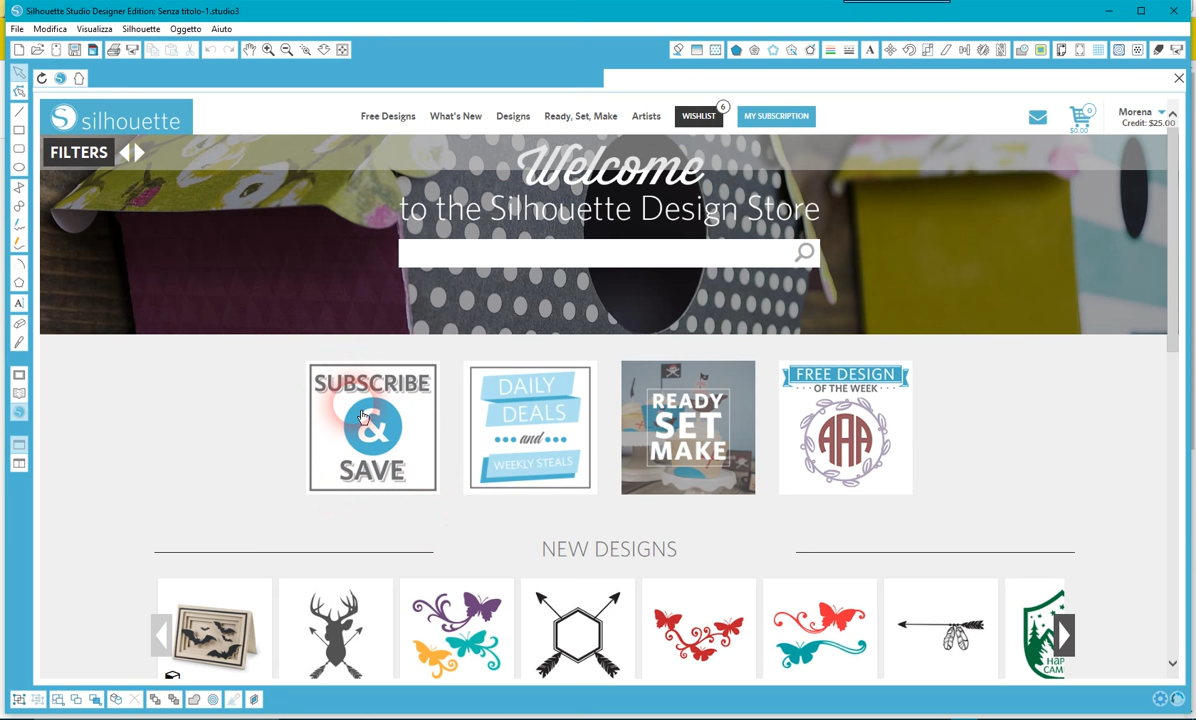 Silhouette Studio Designer Edition: Senza titolo-1.studio3
File Modifica Visualizza Silhouette Oggetto Aiuto
silhouette
Free Designs What's New Designs Ready, Set, Make Artists WISHLIST 6 MY SUBSCRIPTION
0
$0.00
Morena
Credit: $25.00
FILTERS
Welcome
to the Silhouette Design Store
SUBSCRIBE
&
SAVE
DAILY
DEALS
and
WEEKLY STEALS
READY
SET
MAKE
FREE DESIGN
OF THE WEEK
AAA
NEW DESIGNS